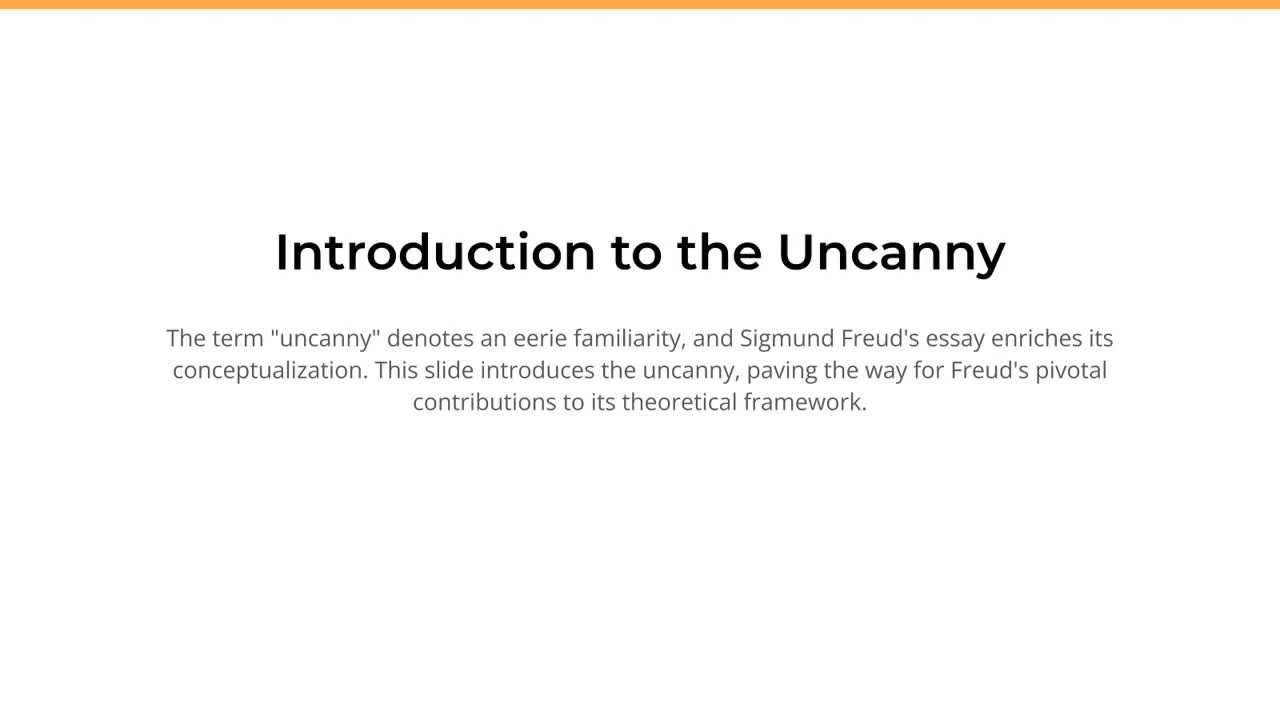 Introduction to the Uncanny
The term "uncanny" denotes an eerie familiarity, and Sigmund Freud's essay enriches its
conceptualization. This slide introduces the uncanny, paving the way for Freud's pivotal
contributions to its theoretical framework.